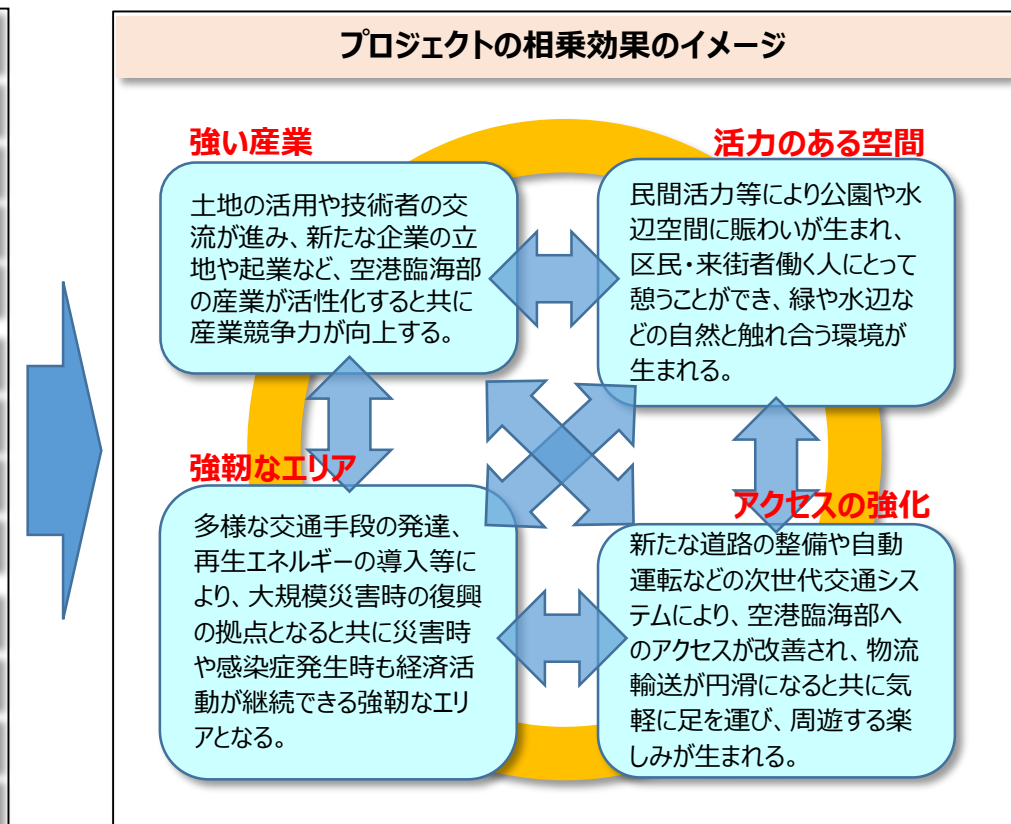 プロジェクトの相乗効果のイメージ
強い産業
土地の活用や技術者の交
流が進み、新たな企業の立
地や起業など、空港臨海部
の産業が活性化すると共に
産業競争力が向上する。
活力のある空間
民間活力等により公園や水
辺空間に賑わいが生まれ、
区民・来街者働く人にとって
憩うことができ、緑や水辺な
どの自然と触れ合う環境が
生まれる。
強靭なエリア
多様な交通手段の発達、
再生エネルギーの導入等に
より、大規模災害時の復興
の拠点となると共に災害時
や感染症発生時も経済活
動が継続できる強靭なエリ
アとなる。
アクセスの強化
新たな道路の整備や自動
運転などの次世代交通シス
テムにより、空港臨海部へ
のアクセスが改善され、物流
輸送が円滑になると共に気
軽に足を運び、周遊する楽
しみが生まれる。